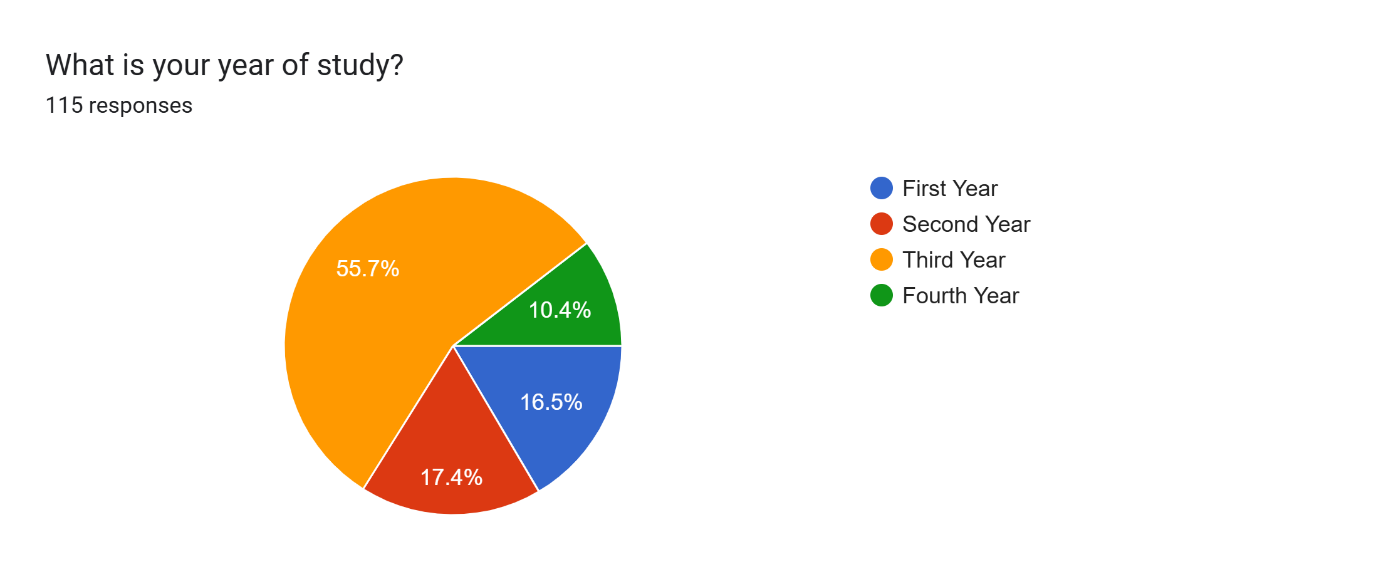 What is your year of study?
115 responses
First Year
Second Year
Third Year
Fourth Year
55.7%
10.4%
16.5%
17.4%